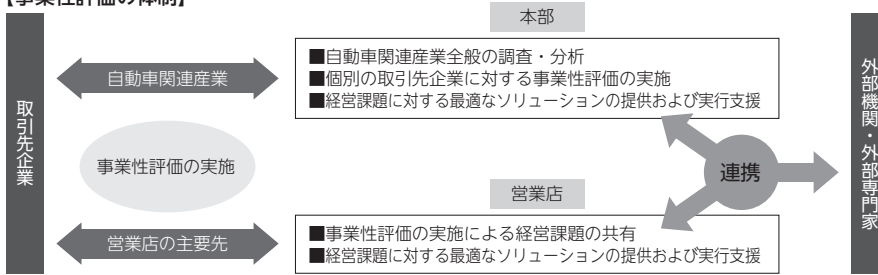 【事業性評価の体制】
本部
■自動車関連産業全般の調査・分析
■個別の取引先企業に対する事業性評価の実施
■経営課題に対する最適なソリューションの提供および実行支援
自動車関連産業
取引先企業
事業性評価の実施
連携
外部機関・外部専門家
営業店
営業店の主要先
■事業性評価の実施による経営課題の共有
■経営課題に対する最適なソリューションの提供および実行支援